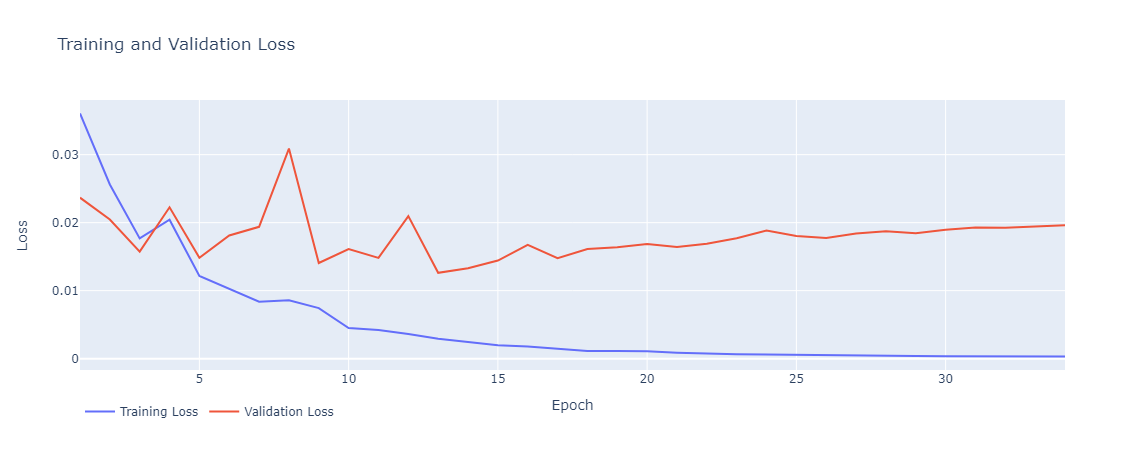 Training and Validation Loss
Loss
0.03
0.02
0.01
0
5 10 15 20 25 30
Epoch
Training Loss Validation Loss